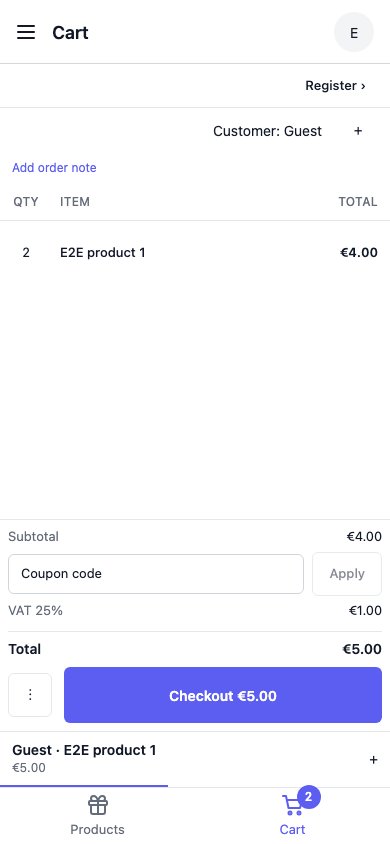 Cart
E
Register ›
Customer: Guest +
Add order note
QTY ITEM TOTAL
2 E2E product 1 €4.00
Subtotal €4.00
Coupon code Apply
VAT 25% €1.00
Total €5.00
⋮ Checkout €5.00
Guest · E2E product 1
€5.00 +
2
Products Cart